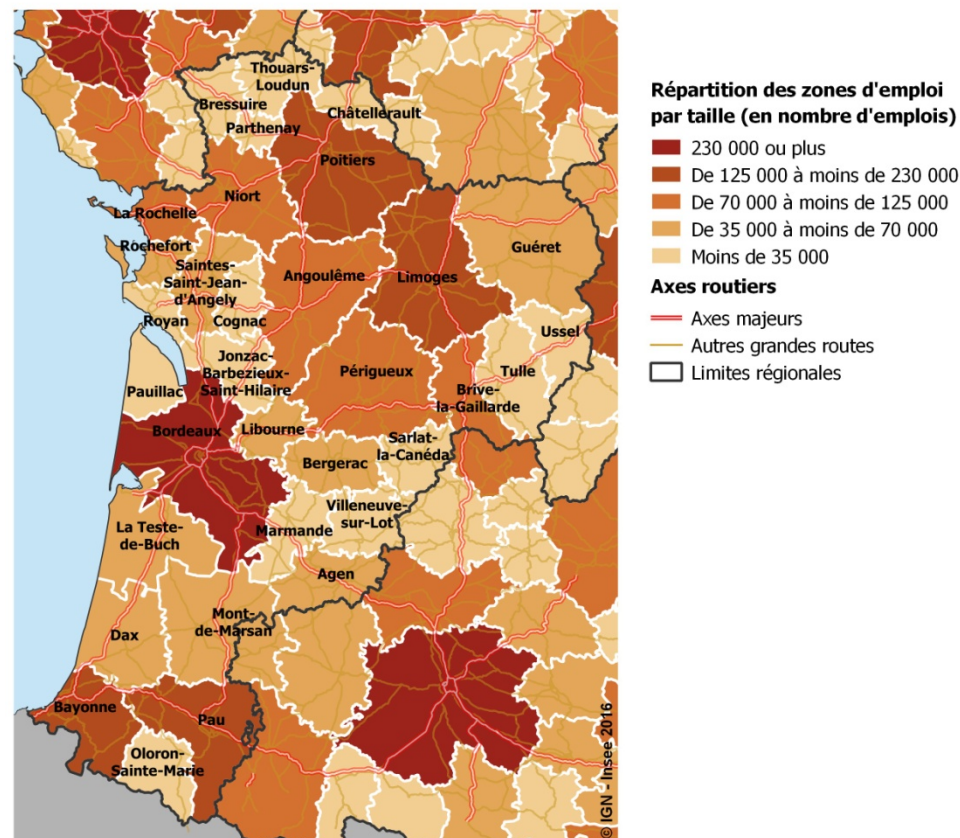 Thouars-
Loudun
Bressuire
Châtellerault
Parthenay
Poitiers
Niort
La Rochelle
Rochefort
Guéret
Saintes-
Saint-Jean-
d'Angely
Angoulême
Limoges
Royan
Cognac
Ussel
Jonzac-
Barbezieux-
Saint-Hilaire
Périgueux
Tulle
Pauillac
Brive-
la-Gaillarde
Bordeaux
Libourne
Sarlat-
la-Canéda
Bergerac
Villeneuve-
sur-Lot
La Teste-
de-Buch
Marmande
Agen
Mont-
de-Marsan
Dax
Bayonne
Pau
Oloron-
Sainte-Marie
© IGN - Insee 2016
Répartition des zones d'emploi
par taille (en nombre d'emplois)
230 000 ou plus
De 125 000 à moins de 230 000
De 70 000 à moins de 125 000
De 35 000 à moins de 70 000
Moins de 35 000
Axes routiers
Axes majeurs
Autres grandes routes
Limites régionales